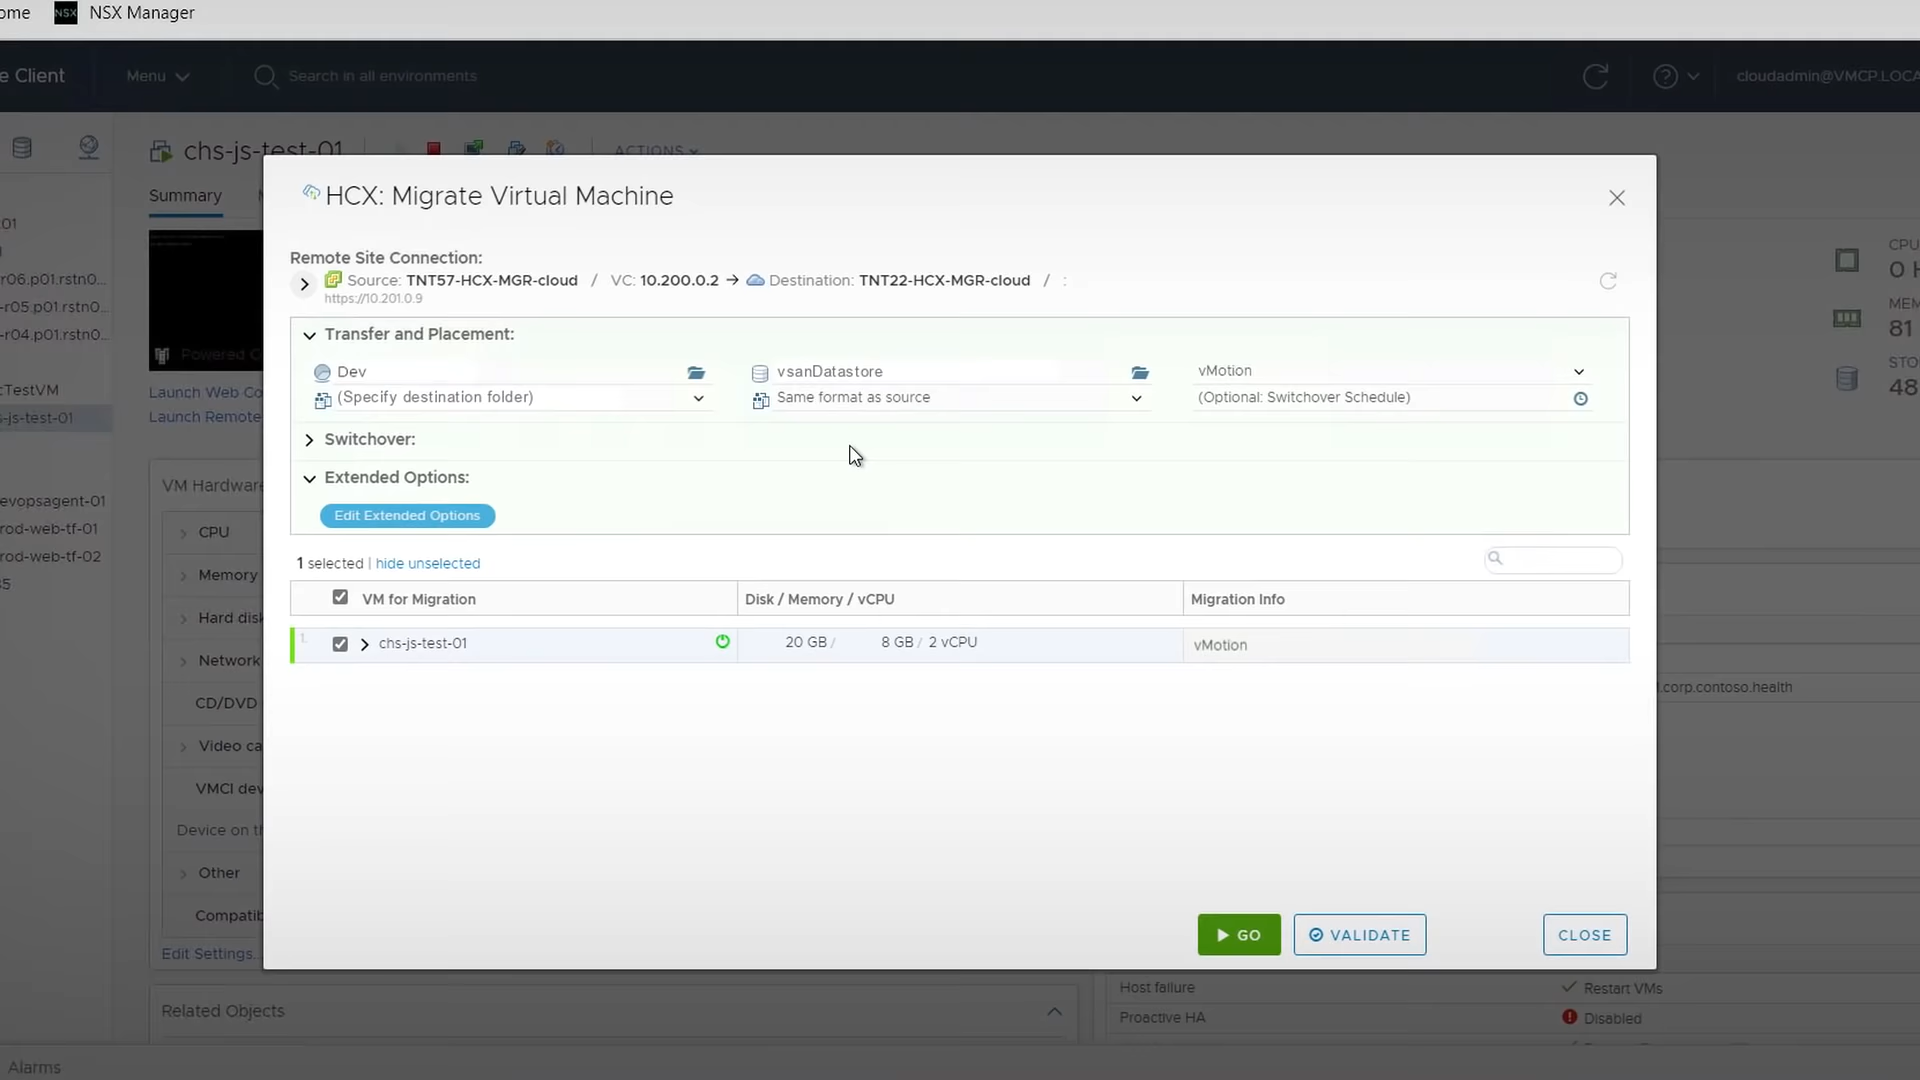 ome NSX NSX Manager
e Client Menu Search in all environments cloudadmin@VMCP.LOCA
chs-js-test-01 ACTIONS
Summary
01
r06.p01.rstn0...
-r05.p01.rstn0...
-r04.p01.rstn0...
cTestVM
s-js-test-01
evopsagent-01
rod-web-tf-01
rod-web-tf-02
Launch Web Co
Launch Remote
VM Hardware
CPU
Memory
Hard disk
Network
CD/DVD
Video ca
VMCI dev
Device on th
Other
Compatib
Edit Settings...
Related Objects
HCX: Migrate Virtual Machine
Remote Site Connection:
Source: TNT57-HCX-MGR-cloud / VC: 10.200.0.2 → Destination: TNT22-HCX-MGR-cloud / :
https://10.201.0.9
Transfer and Placement:
Dev vsanDatastore vMotion
(Specify destination folder) Same format as source (Optional: Switchover Schedule)
Switchover:
Extended Options:
Edit Extended Options
1 selected | hide unselected
VM for Migration Disk / Memory / vCPU Migration Info
1 chs-js-test-01 20 GB / 8 GB / 2 vCPU vMotion
GO VALIDATE CLOSE
CPU
0 H
MEM
81
STO
48
.corp.contoso.health
Host failure Restart VMs
Proactive HA Disabled
Alarms